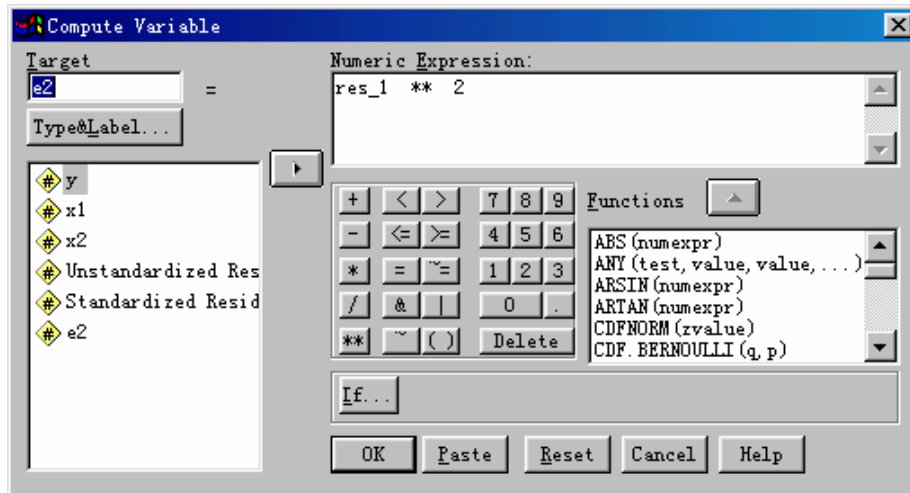 Compute Variable
Target
e2
=
Type&Label...
Numeric Expression:
res_1 ** 2
y
x1
x2
Unstandardized Res
Standardized Resid
e2
+ < > 7 8 9
- <= >= 4 5 6
* = ~= 1 2 3
/ & | 0 .
** ~ ( ) Delete
Functions
ABS(numexpr)
ANY(test, value, value, ...)
ARSIN(numexpr)
ARTAN(numexpr)
CDFNORM(zvalue)
CDF.BERNOULLI(q, p)
If...
OK Paste Reset Cancel Help